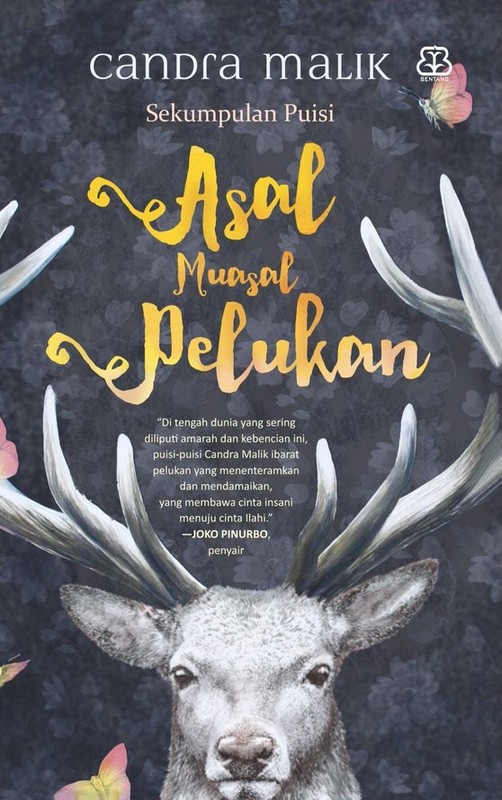 CANDRA MALIK
BENTANG
Sekumpulan Puisi
Asal
Muasal
Pelukan
“Di tengah dunia yang sering
diliputi amarah dan kebencian ini,
puisi-puisi Candra Malik ibarat
pelukan yang menenteramkan
dan mendamaikan,
yang membawa cinta insani
menuju cinta Ilahi.”
—JOKO PINURBO,
penyair